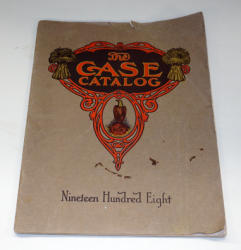 The
CASE
CATALOG
Nineteen Hundred Eight